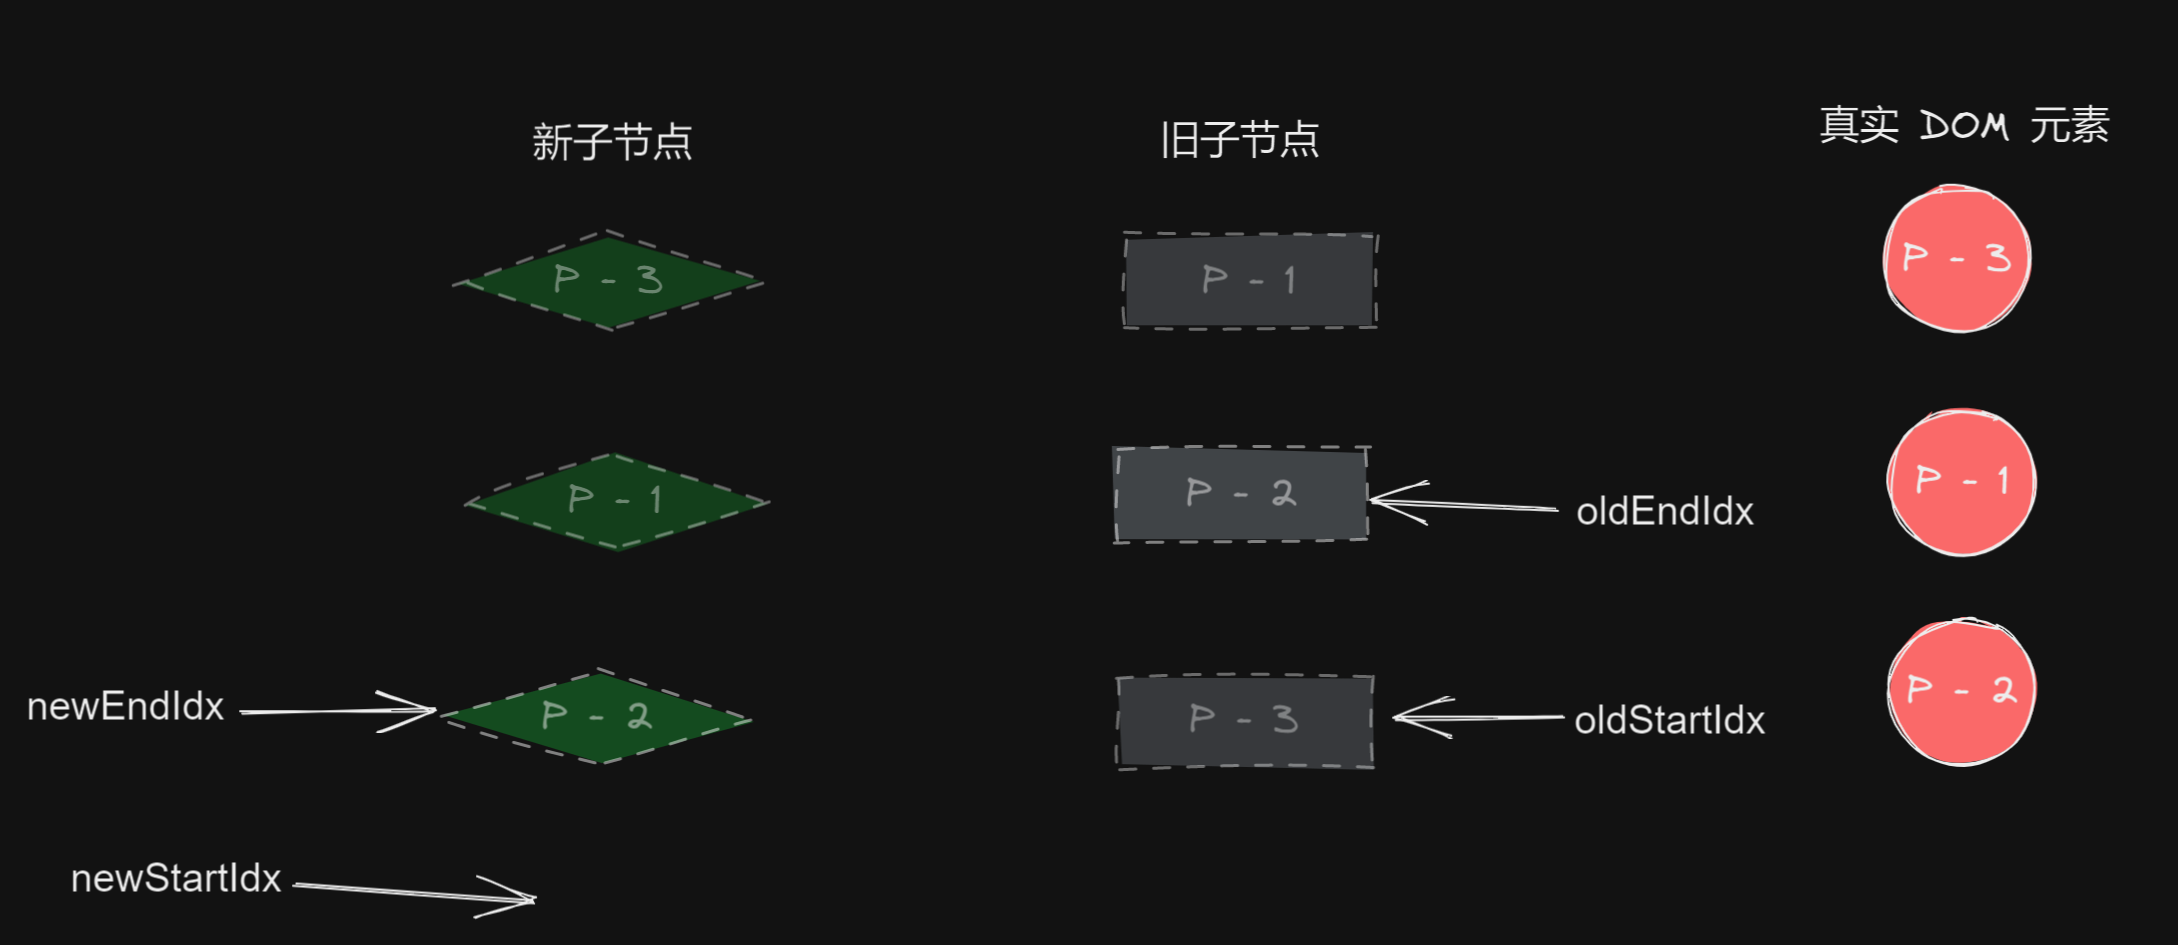 新子节点
旧子节点
真实 DOM 元素
P - 3
P - 1
P - 3
P - 1
P - 2
oldEndIdx
P - 1
newEndIdx
P - 2
P - 3
oldStartIdx
P - 2
newStartIdx